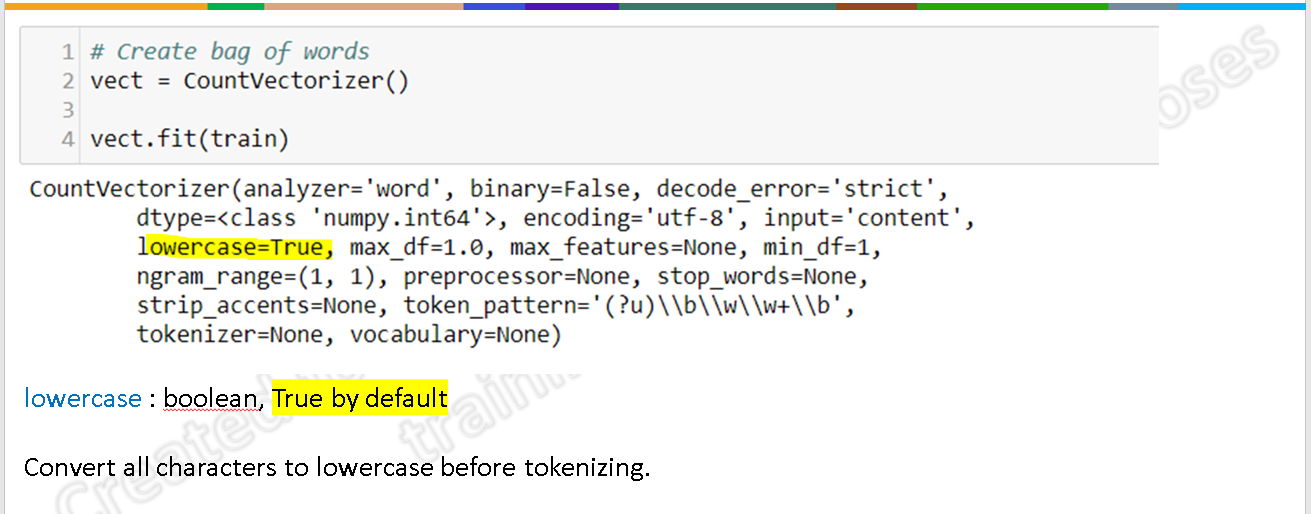 1 # Create bag of words
2 vect = CountVectorizer()
3
4 vect.fit(train)
CountVectorizer(analyzer='word', binary=False, decode_error='strict',
dtype=<class 'numpy.int64'>, encoding='utf-8', input='content',
lowercase=True, max_df=1.0, max_features=None, min_df=1,
ngram_range=(1, 1), preprocessor=None, stop_words=None,
strip_accents=None, token_pattern='(?u)\\b\\w\\w+\\b',
tokenizer=None, vocabulary=None)
lowercase : boolean, True by default
Convert all characters to lowercase before tokenizing.
Created